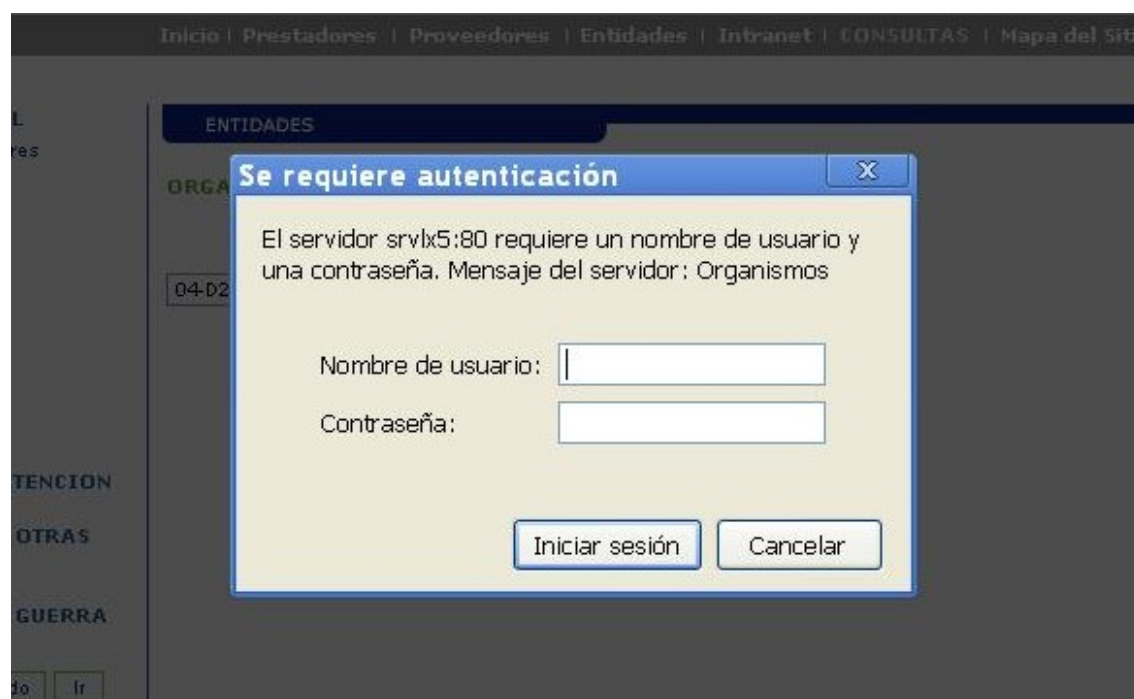 Inicio | Prestadores | Proveedores | Entidades | Intranet | CONSULTAS | Mapa del Sit
L
res
ENTIDADES
ORGA
Se requiere autenticación
X
El servidor srvlx5:80 requiere un nombre de usuario y
una contraseña. Mensaje del servidor: Organismos
04-D2
Nombre de usuario:
Contraseña:
TENCION
OTRAS
Iniciar sesión
Cancelar
GUERRA
do
Ir